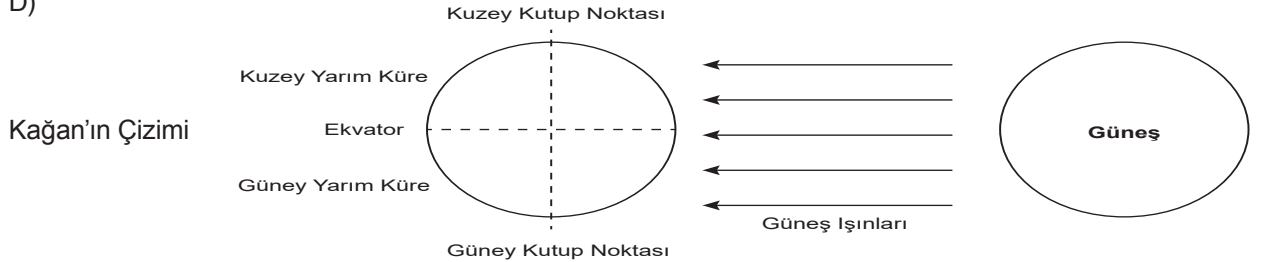 D)
Kuzey Kutup Noktası
Kuzey Yarım Küre
Kağan'ın Çizimi
Ekvator
Güneş
Güney Yarım Küre
Güneş Işınları
Güney Kutup Noktası